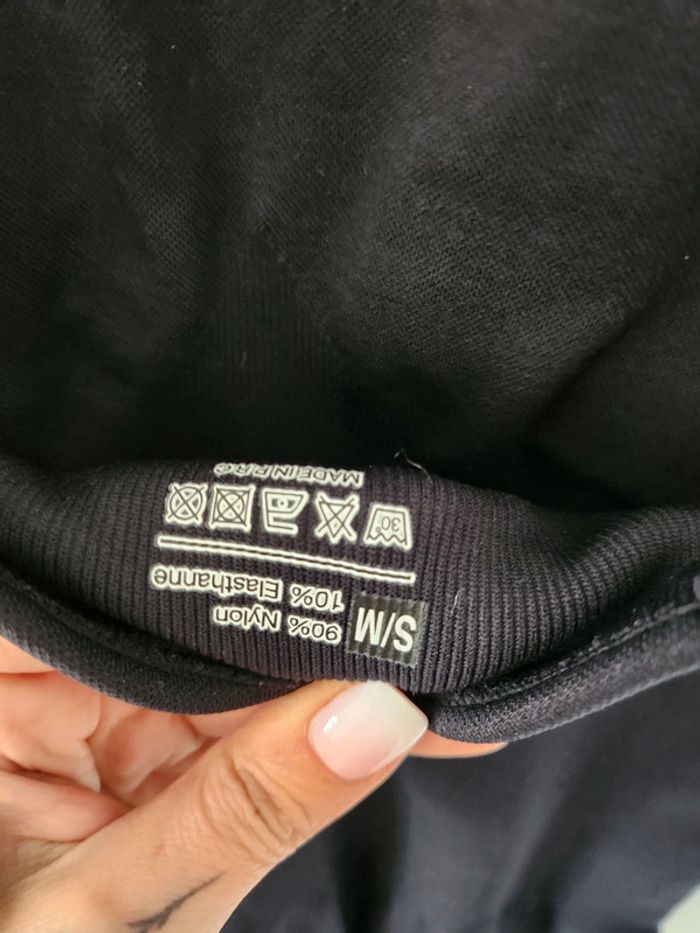 S/M
90% Nylon
10% Elasthanne
30°
MADE IN P.R.C